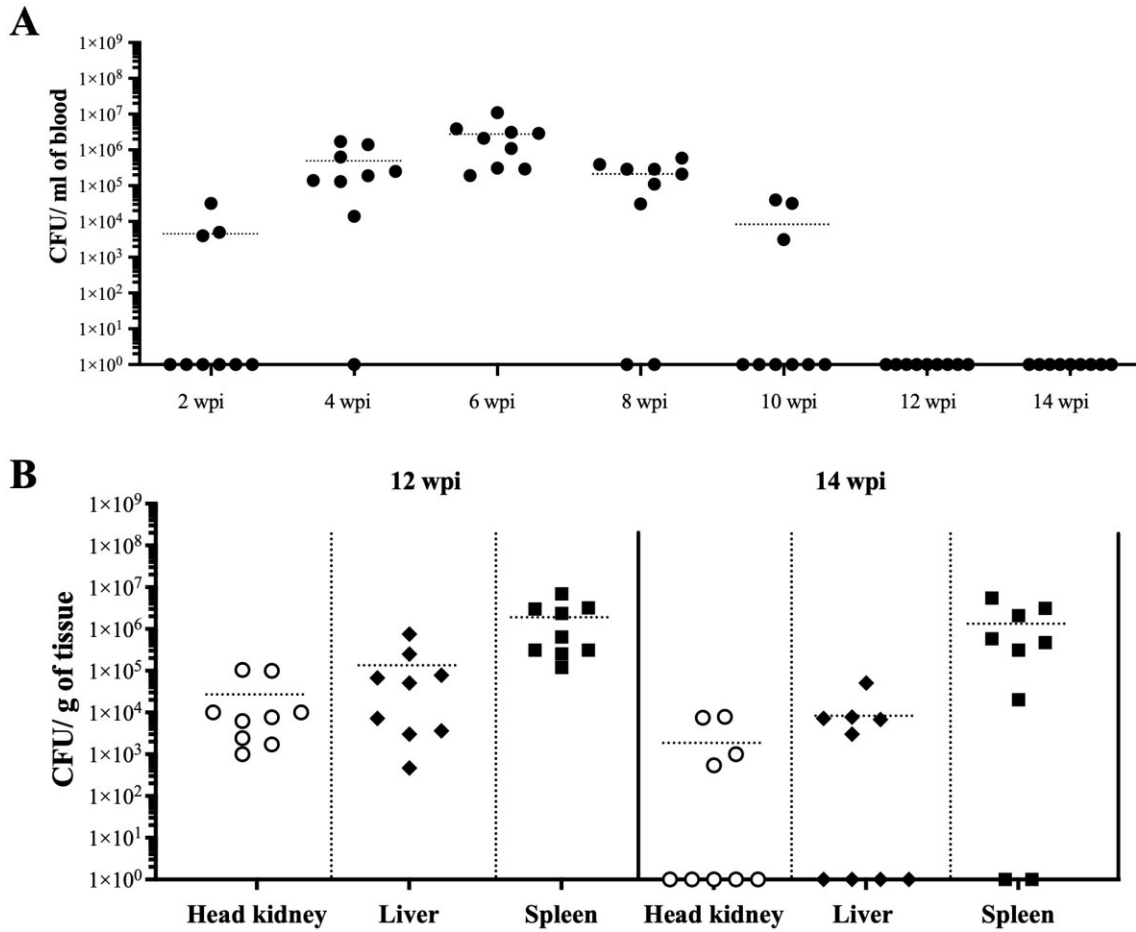 A
CFU/ ml of blood
1×10⁹
1×10⁸
1×10⁷
1×10⁶
1×10⁵
1×10⁴
1×10³
1×10²
1×10¹
1×10⁰
2 wpi 4 wpi 6 wpi 8 wpi 10 wpi 12 wpi 14 wpi
B
12 wpi 14 wpi
CFU/ g of tissue
1×10⁹
1×10⁸
1×10⁷
1×10⁶
1×10⁵
1×10⁴
1×10³
1×10²
1×10¹
1×10⁰
Head kidney Liver Spleen Head kidney Liver Spleen